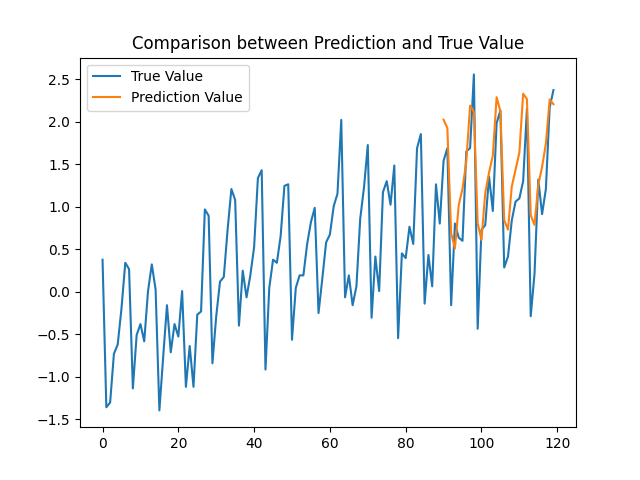 Comparison between Prediction and True Value
True Value
Prediction Value
2.5
2.0
1.5
1.0
0.5
0.0
−0.5
−1.0
−1.5
0 20 40 60 80 100 120